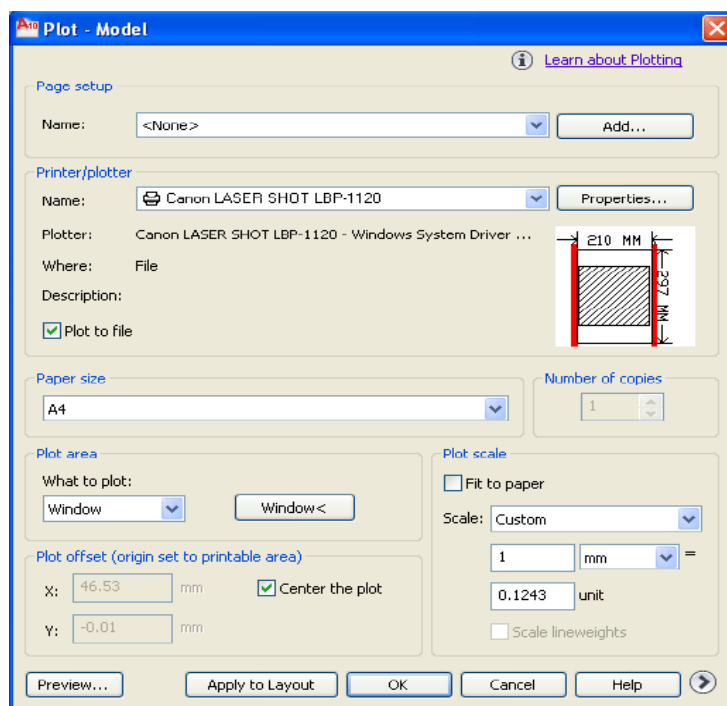 A10 Plot - Model
Learn about Plotting
Page setup
Name: <None> Add...
Printer/plotter
Name: Canon LASER SHOT LBP-1120 Properties...
Plotter: Canon LASER SHOT LBP-1120 - Windows System Driver ...
210 MM
Where: File
297 MM
Description:
Plot to file
Paper size Number of copies
A4 1
Plot area Plot scale
What to plot: Fit to paper
Window Window< Scale: Custom
Plot offset (origin set to printable area) 1 mm =
X: 46.53 mm Center the plot 0.1243 unit
Y: -0.01 mm Scale lineweights
Preview... Apply to Layout OK Cancel Help